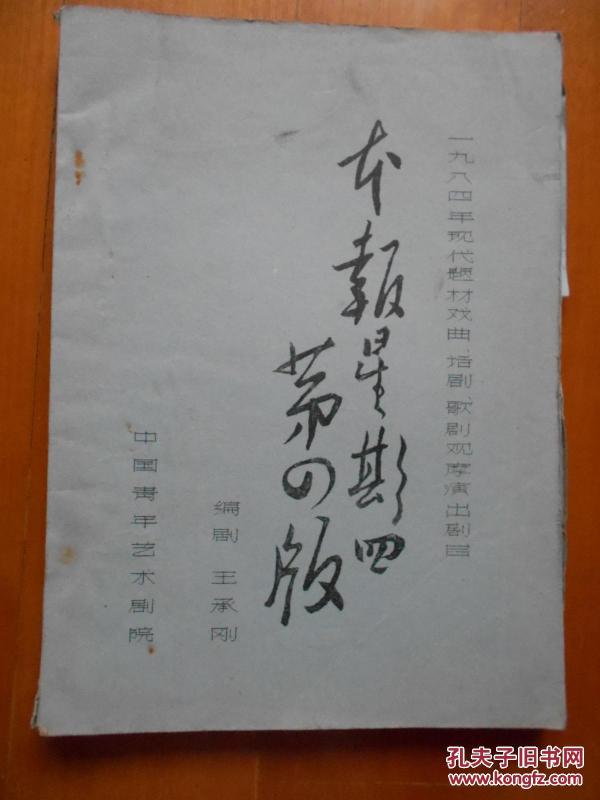 一九八四年现代题材戏曲、话剧、歌剧观摩演出剧目
本報星期四
第四版
编剧 王承刚
中国青年艺术剧院
孔夫子旧书网
www.kongfz.com